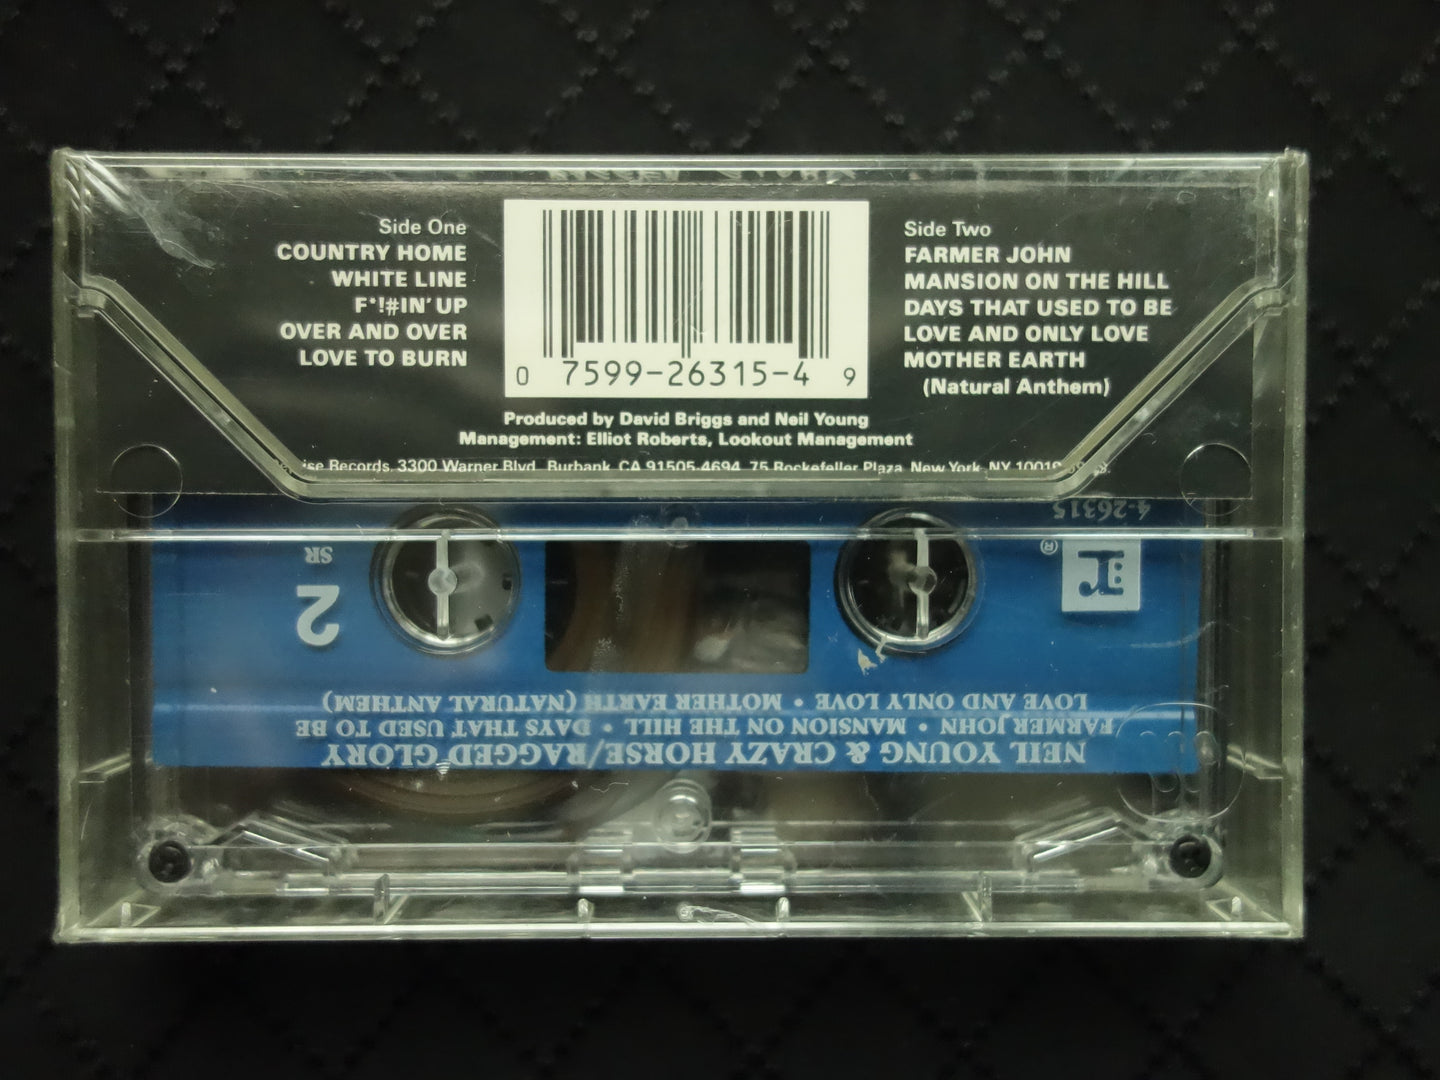 Side One
COUNTRY HOME
WHITE LINE
F*!#IN' UP
OVER AND OVER
LOVE TO BURN
0 7599-26315-4 9
Side Two
FARMER JOHN
MANSION ON THE HILL
DAYS THAT USED TO BE
LOVE AND ONLY LOVE
MOTHER EARTH
(Natural Anthem)
Produced by David Briggs and Neil Young
Management: Elliot Roberts, Lookout Management
Records, 3300 Warner Blvd., Burbank, CA 91505-4694, 75 Rockefeller Plaza, New York, NY
4-26315
®
SR
2
NEIL YOUNG & CRAZY HORSE/RAGGED GLORY
FARMER JOHN • MANSION ON THE HILL • DAYS THAT USED TO BE
LOVE AND ONLY LOVE • MOTHER EARTH (NATURAL ANTHEM)